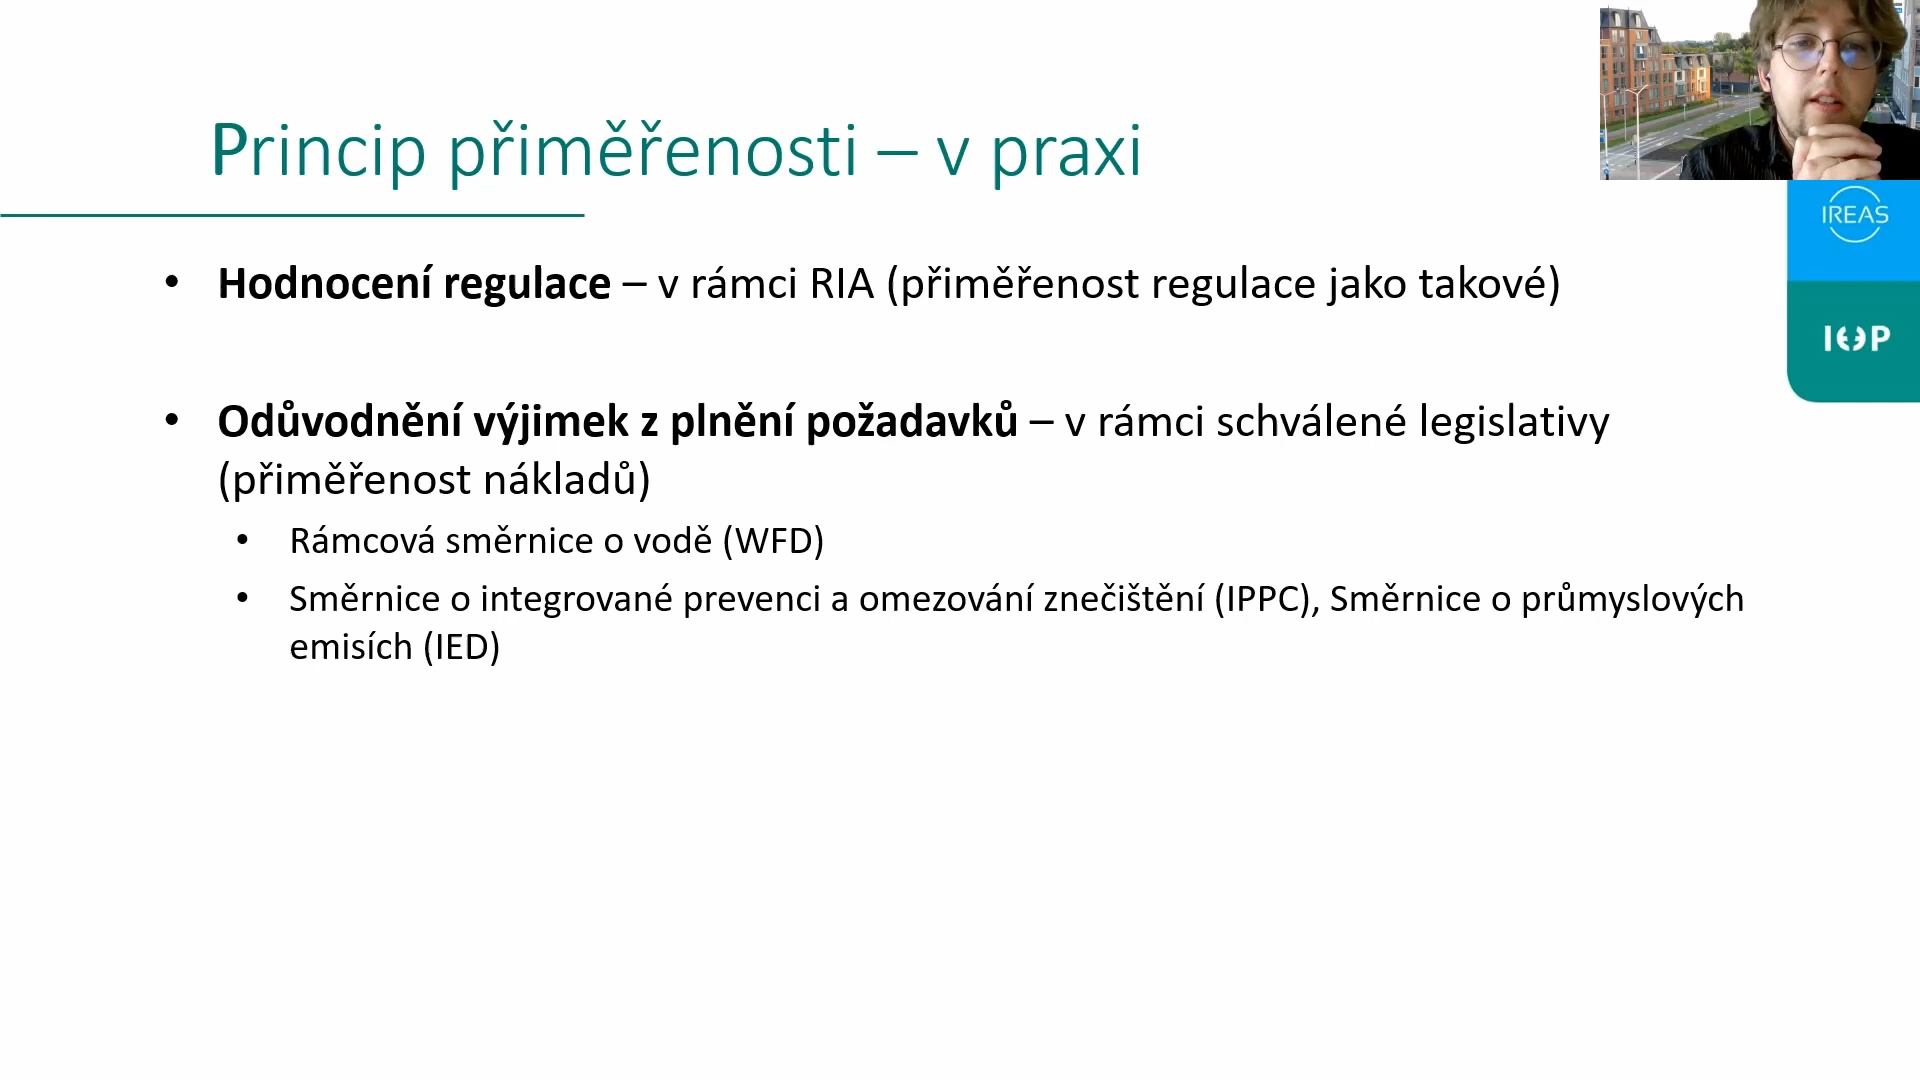 Princip přiměřenosti – v praxi
IREAS
• Hodnocení regulace – v rámci RIA (přiměřenost regulace jako takové)
• Odůvodnění výjimek z plnění požadavků – v rámci schválené legislativy
(přiměřenost nákladů)
• Rámcová směrnice o vodě (WFD)
• Směrnice o integrované prevenci a omezování znečištění (IPPC), Směrnice o průmyslových
emisích (IED)